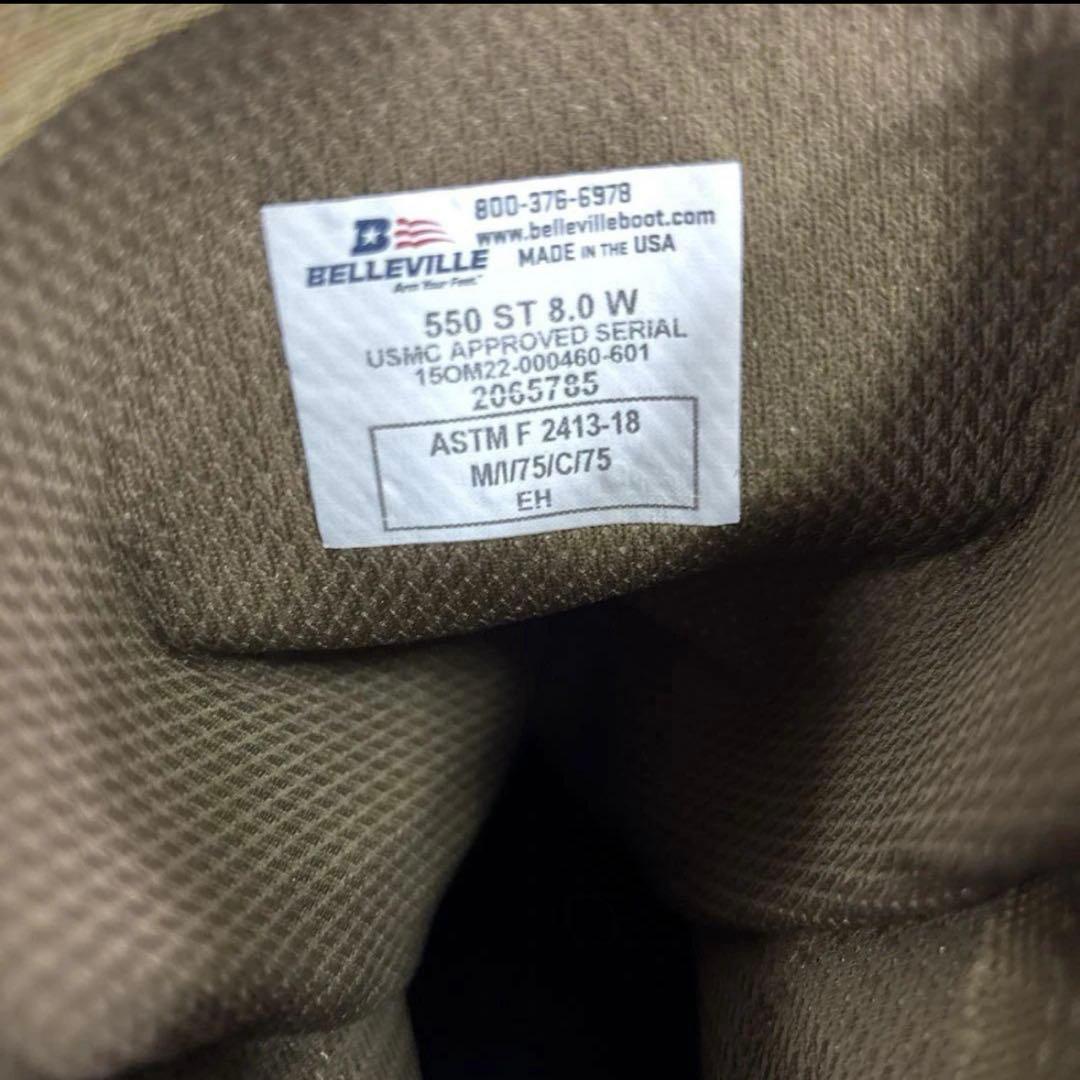 800-376-6978
www.bellevilleboot.com
MADE IN THE USA
B
BELLEVILLE
Arm Your Feet™
550 ST 8.0 W
USMC APPROVED SERIAL
15OM22-000460-601
2065785
ASTM F 2413-18
M/I/75/C/75
EH